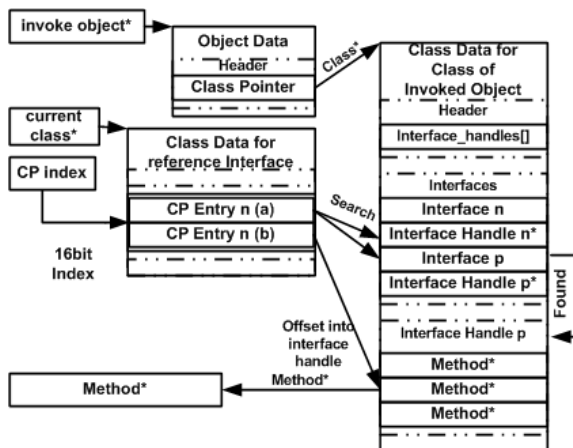 invoke object*
Object Data
Header
Class Pointer
Class*
current
class*
CP index
16bit
Index
Class Data for
reference Interface
CP Entry n (a)
CP Entry n (b)
Search
Offset into
interface
handle
Method*
Method*
Class Data for
Class of
Invoked Object
Header
Interface_handles[]
Interfaces
Interface n
Interface Handle n*
Interface p
Interface Handle p*
Found
Interface Handle p
Method*
Method*
Method*